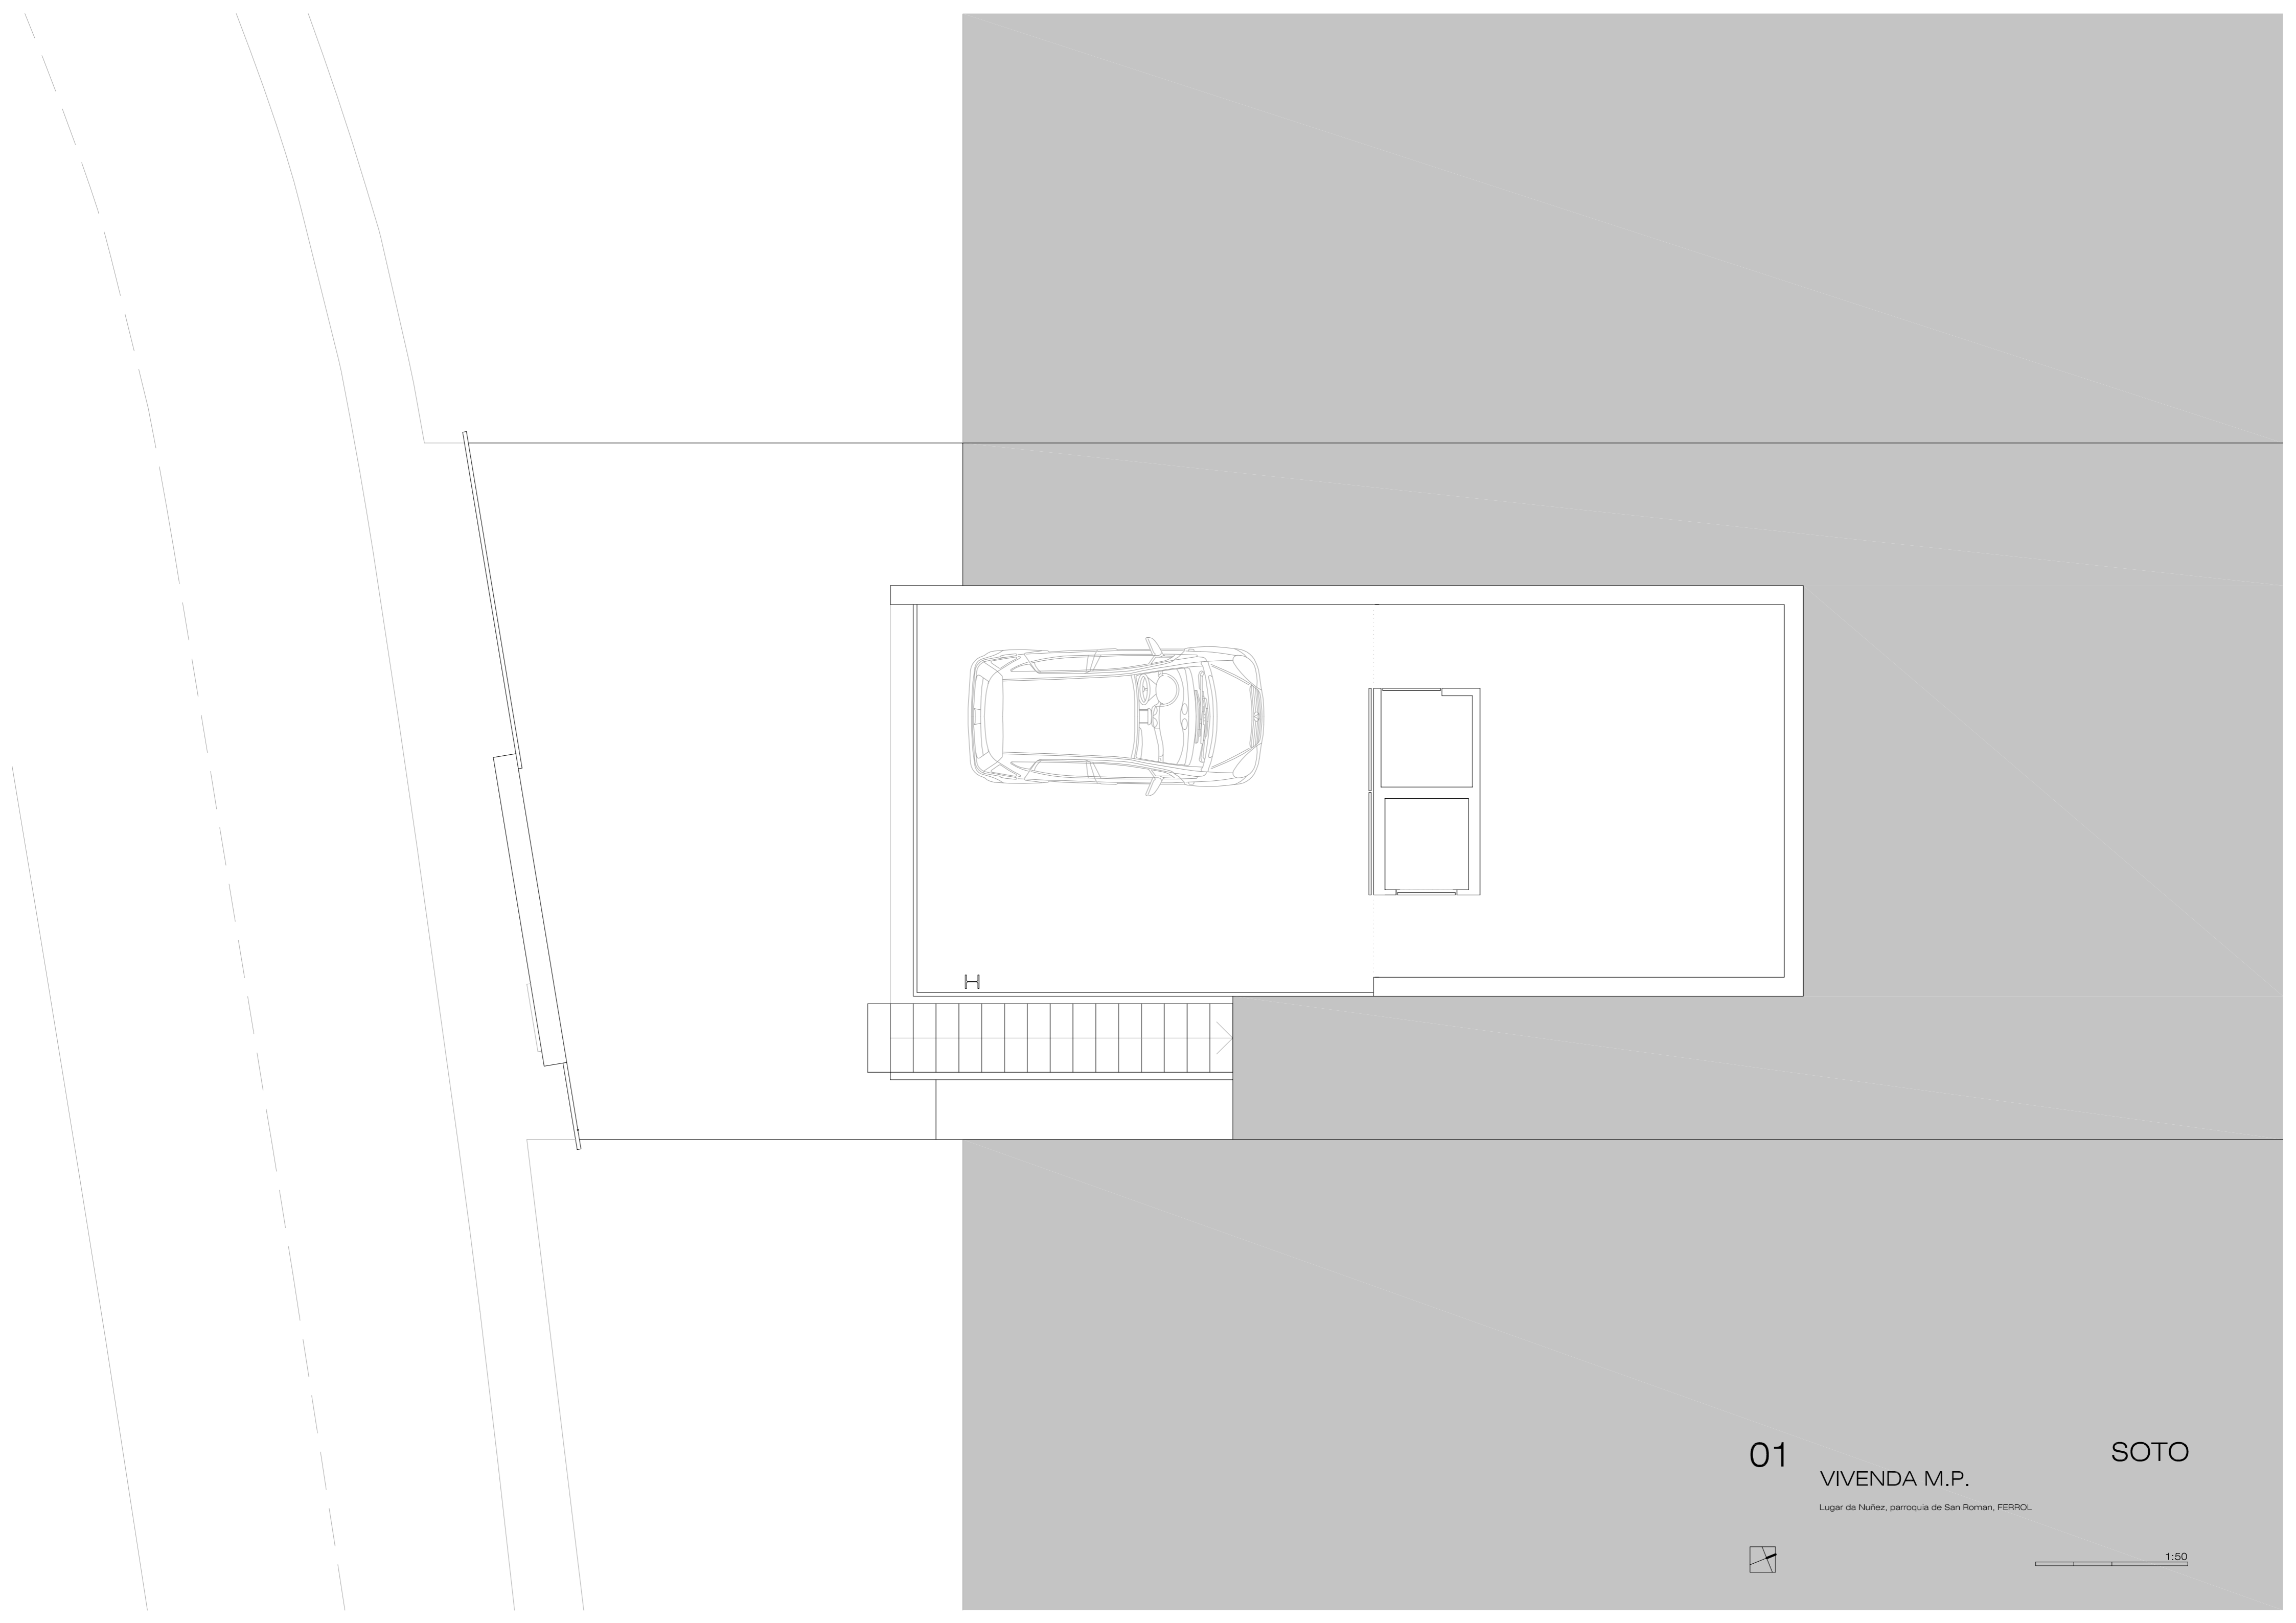 H
01
SOTO
VIVENDA M.P.
Lugar da Nuñez, parroquia de San Roman, FERROL
1:50